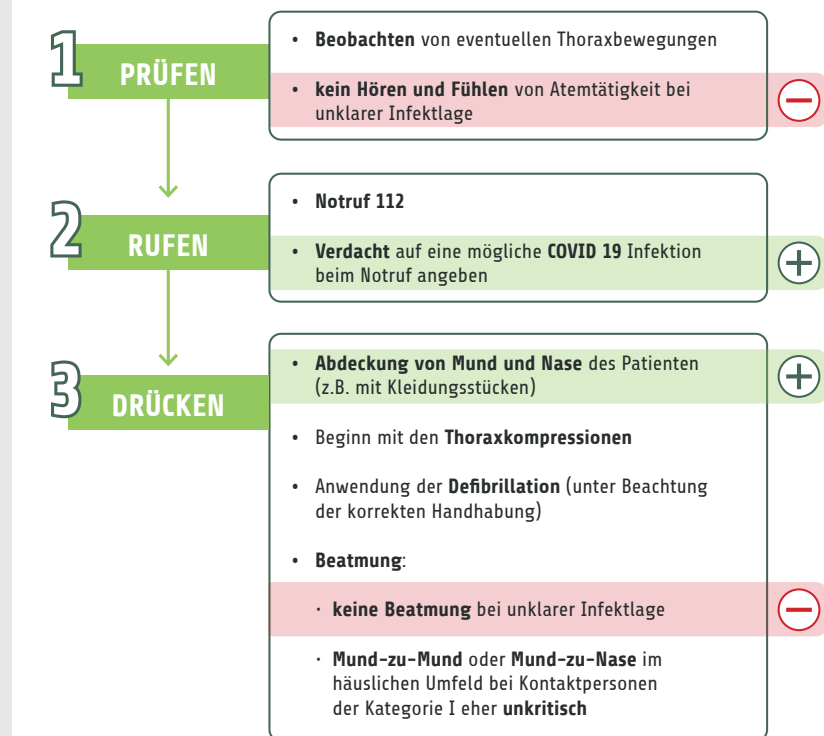 1
PRÜFEN
• Beobachten von eventuellen Thoraxbewegungen
• kein Hören und Fühlen von Atemtätigkeit bei
unklarer Infektlage
2
RUFEN
• Notruf 112
• Verdacht auf eine mögliche COVID 19 Infektion
beim Notruf angeben
3
DRÜCKEN
• Abdeckung von Mund und Nase des Patienten
(z.B. mit Kleidungsstücken)
• Beginn mit den Thoraxkompressionen
• Anwendung der Defibrillation (unter Beachtung
der korrekten Handhabung)
• Beatmung:
· keine Beatmung bei unklarer Infektlage
· Mund-zu-Mund oder Mund-zu-Nase im
häuslichen Umfeld bei Kontaktpersonen
der Kategorie I eher unkritisch